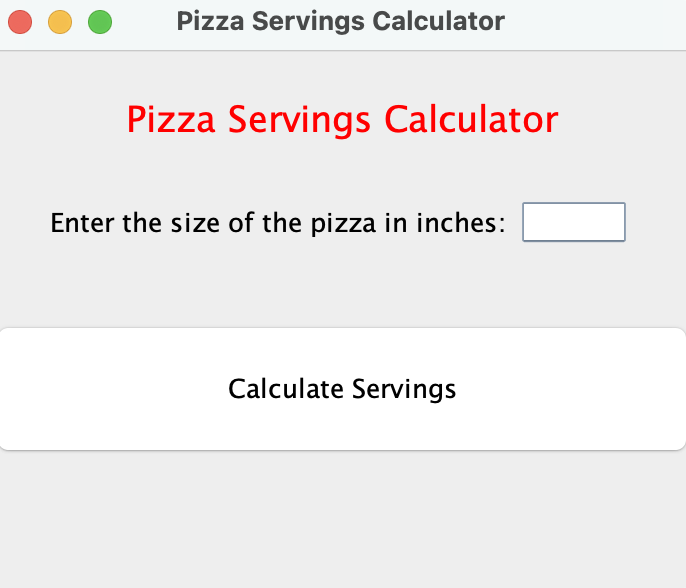 Pizza Servings Calculator
Pizza Servings Calculator
Enter the size of the pizza in inches:
Calculate Servings